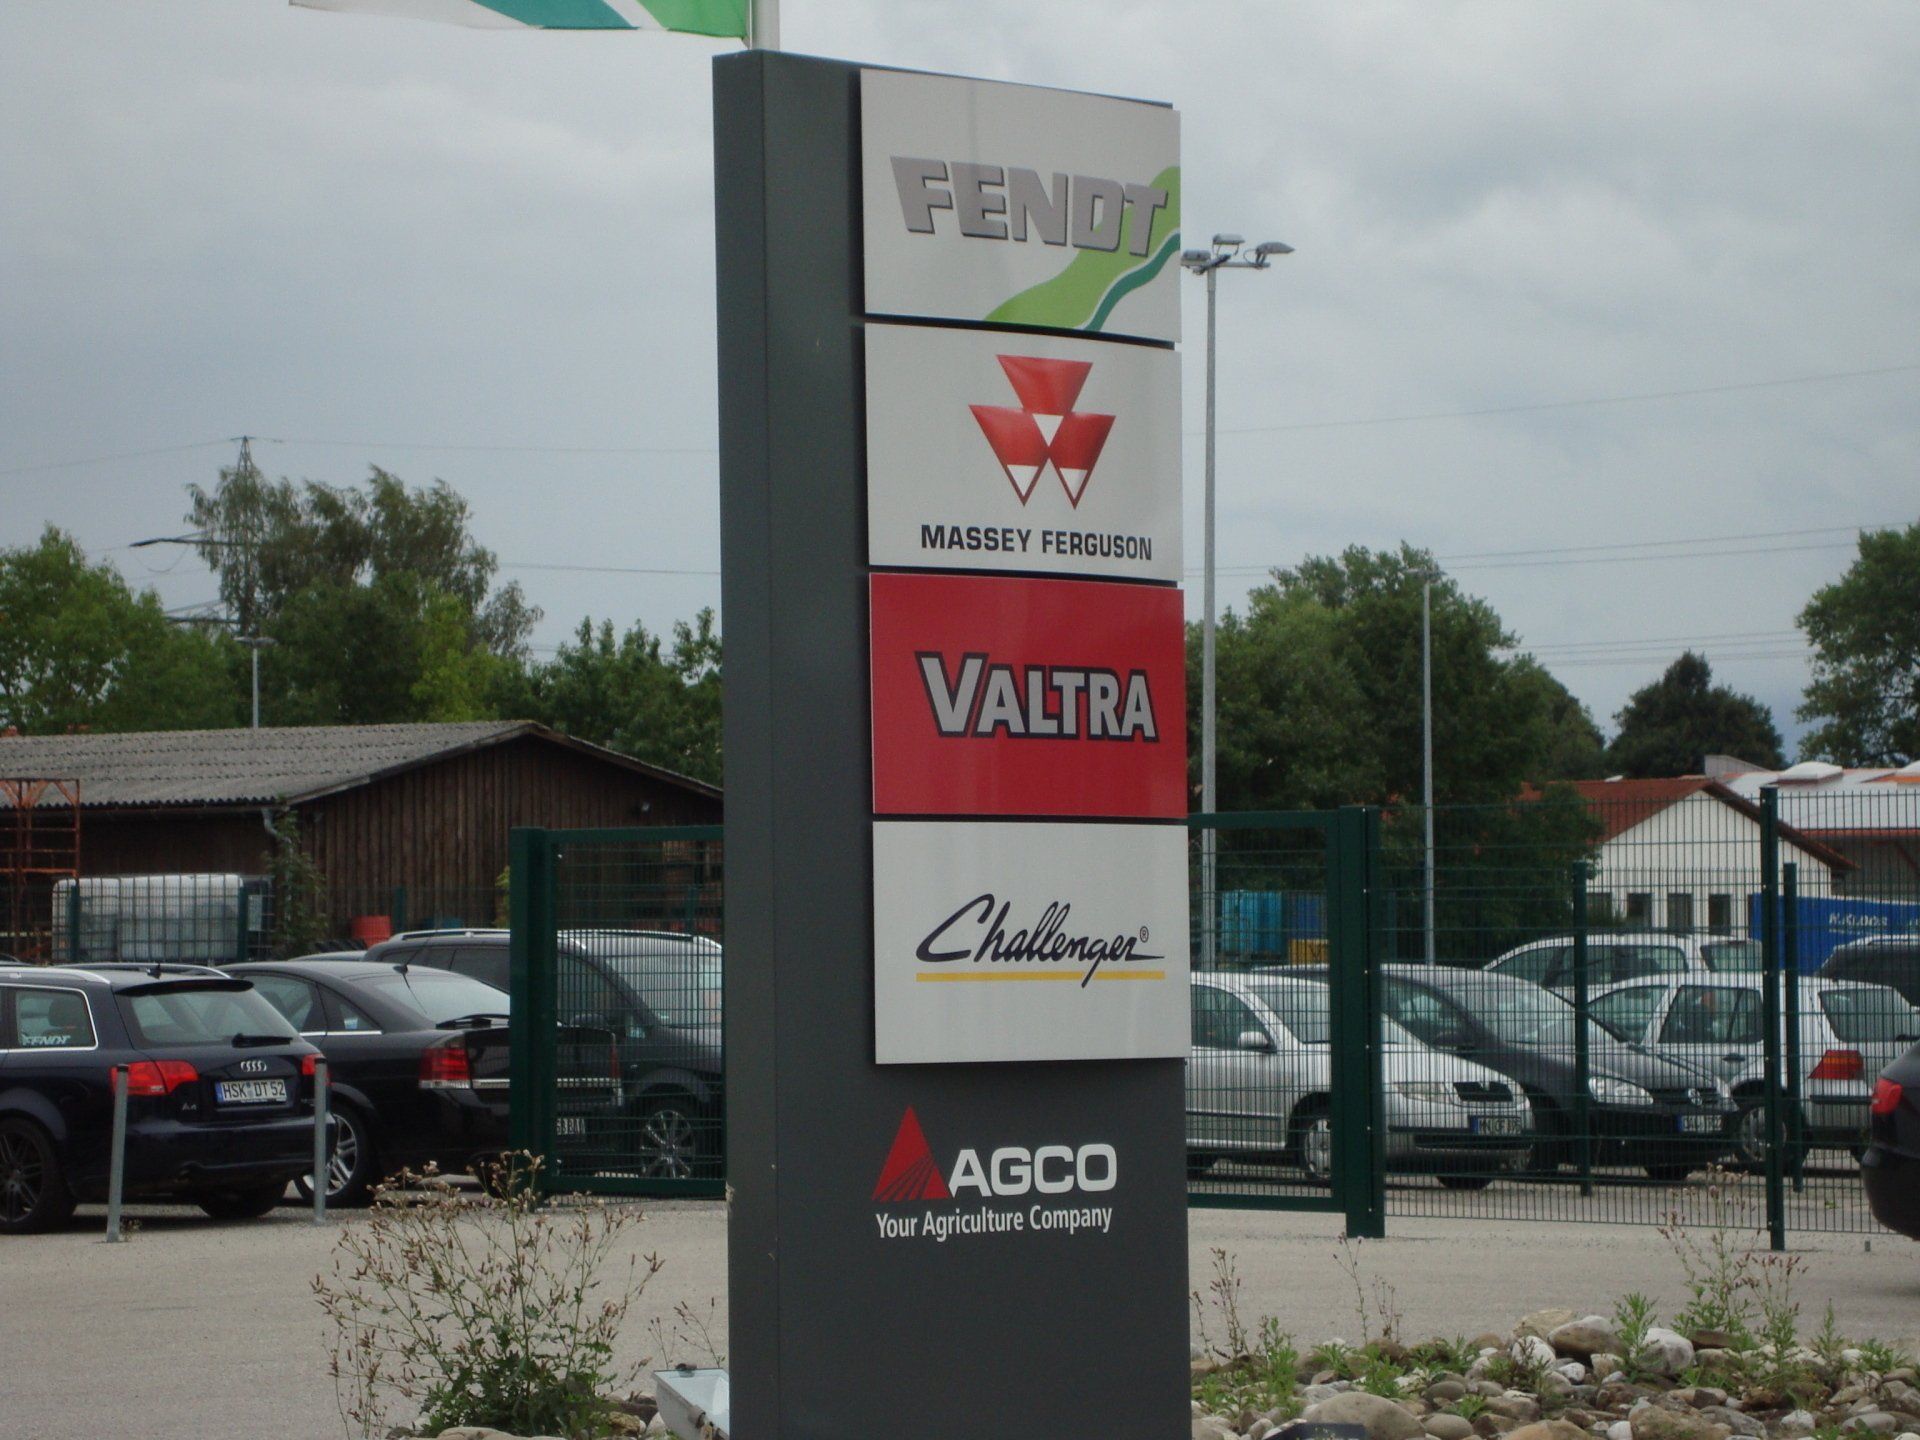 FENDT
MASSEY FERGUSON
VALTRA
Challenger®
AGCO
Your Agriculture Company
FENDT
HSK DT 52